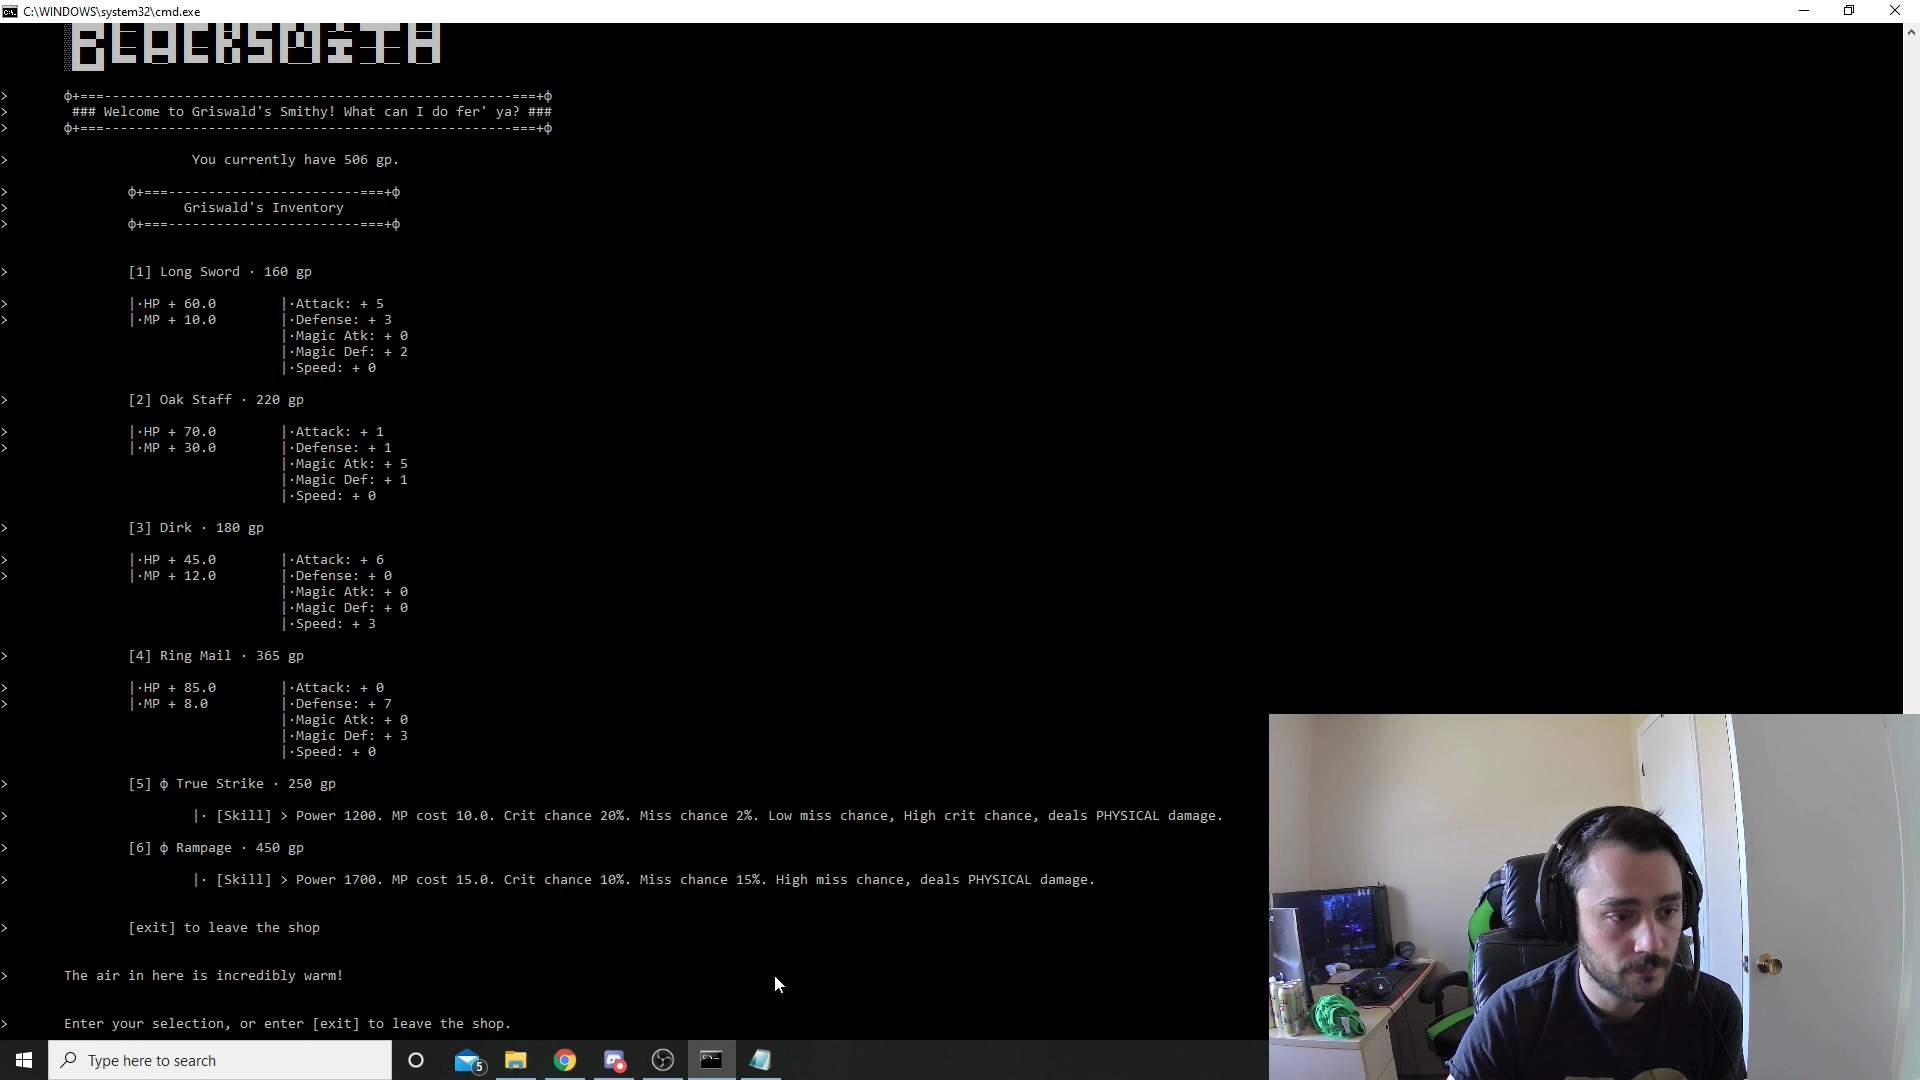 C:\WINDOWS\system32\cmd.exe
BLACKSMITH
> ϕ+===---------------------------------------------------===+ϕ
> ### Welcome to Griswald's Smithy! What can I do fer' ya? ###
> ϕ+===---------------------------------------------------===+ϕ
> You currently have 506 gp.
> ϕ+===------------------------===+ϕ
> Griswald's Inventory
> ϕ+===------------------------===+ϕ
> [1] Long Sword · 160 gp
> |·HP + 60.0 |·Attack: + 5
> |·MP + 10.0 |·Defense: + 3
|·Magic Atk: + 0
|·Magic Def: + 2
|·Speed: + 0
> [2] Oak Staff · 220 gp
> |·HP + 70.0 |·Attack: + 1
> |·MP + 30.0 |·Defense: + 1
|·Magic Atk: + 5
|·Magic Def: + 1
|·Speed: + 0
> [3] Dirk · 180 gp
> |·HP + 45.0 |·Attack: + 6
> |·MP + 12.0 |·Defense: + 0
|·Magic Atk: + 0
|·Magic Def: + 0
|·Speed: + 3
> [4] Ring Mail · 365 gp
> |·HP + 85.0 |·Attack: + 0
> |·MP + 8.0 |·Defense: + 7
|·Magic Atk: + 0
|·Magic Def: + 3
|·Speed: + 0
> [5] ϕ True Strike · 250 gp
> |· [Skill] > Power 1200. MP cost 10.0. Crit chance 20%. Miss chance 2%. Low miss chance, High crit chance, deals PHYSICAL damage.
> [6] ϕ Rampage · 450 gp
> |· [Skill] > Power 1700. MP cost 15.0. Crit chance 10%. Miss chance 15%. High miss chance, deals PHYSICAL damage.
> [exit] to leave the shop
> The air in here is incredibly warm!
> Enter your selection, or enter [exit] to leave the shop.
Type here to search
5